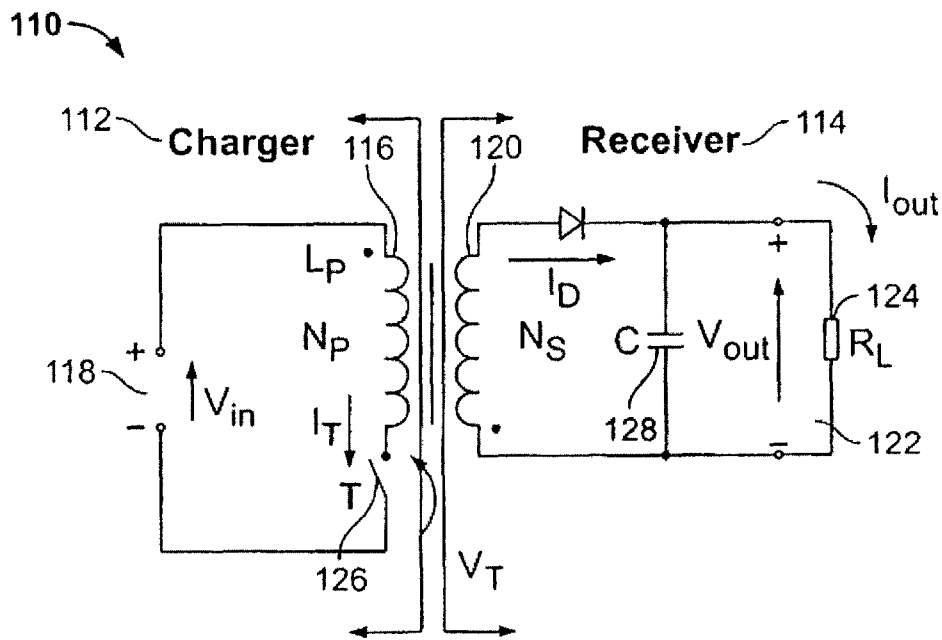 110
112 Charger 116
120 Receiver 114
I_out
L_P
I_D
+
124
N_P
N_S
C
V_out
R_L
+
118
V_in
-
I_T
128
-
122
T
126
V_T